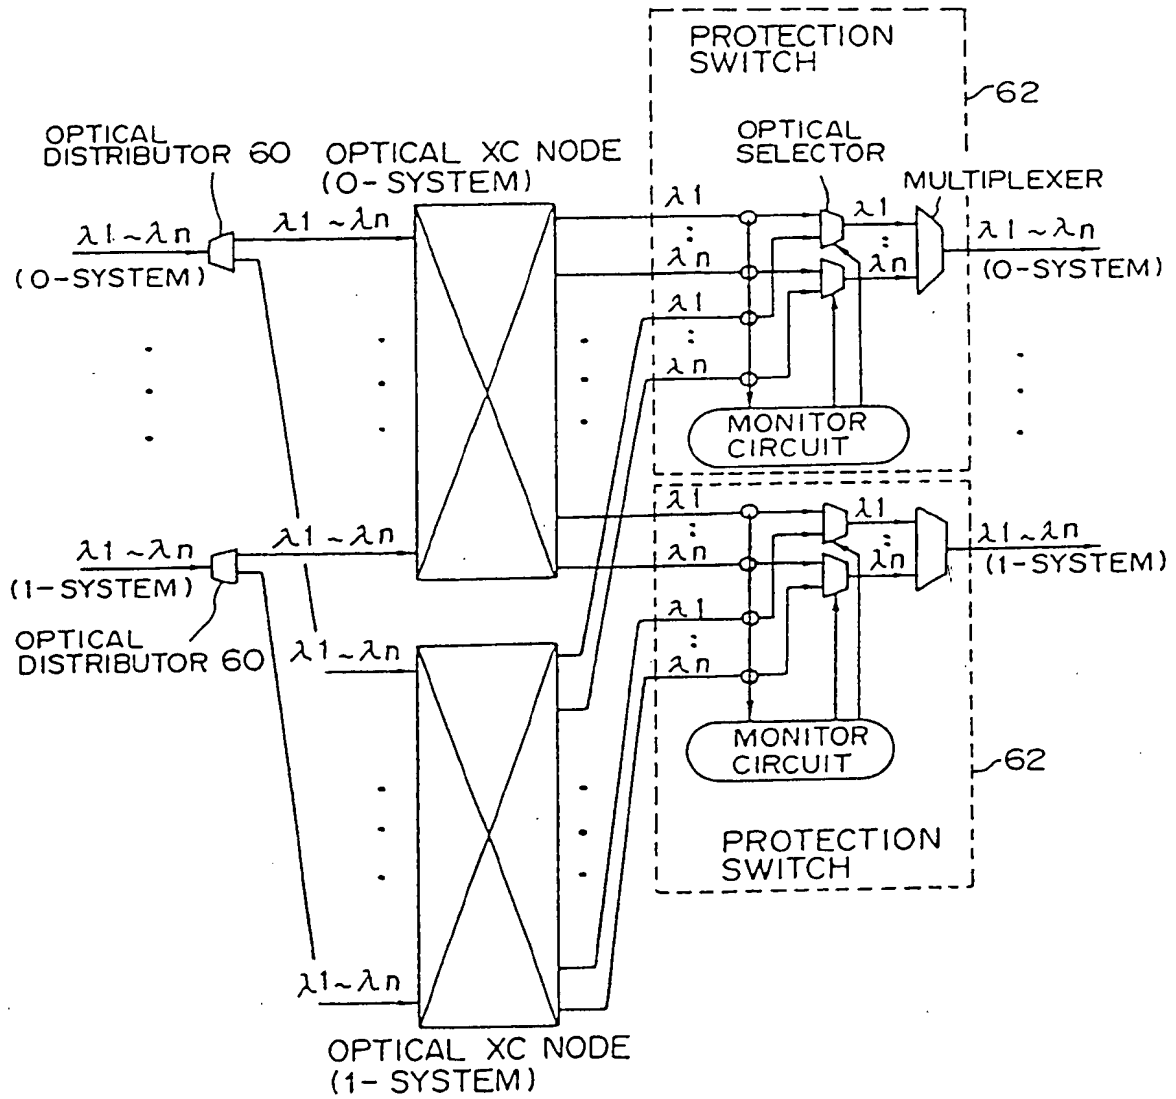 PROTECTION
SWITCH
62
OPTICAL
DISTRIBUTOR 60
OPTICAL XC NODE
(0-SYSTEM)
OPTICAL
SELECTOR
MULTIPLEXER
λ1~λn
(0-SYSTEM)
λ1~λn
λ1
λn
λ1
λn
λ1
λn
λ1~λn
(0-SYSTEM)
MONITOR
CIRCUIT
λ1~λn
(1-SYSTEM)
λ1~λn
λ1
λn
λ1
λn
λ1
λn
λ1~λn
(1-SYSTEM)
OPTICAL
DISTRIBUTOR 60
λ1~λn
MONITOR
CIRCUIT
62
PROTECTION
SWITCH
λ1~λn
OPTICAL XC NODE
(1-SYSTEM)